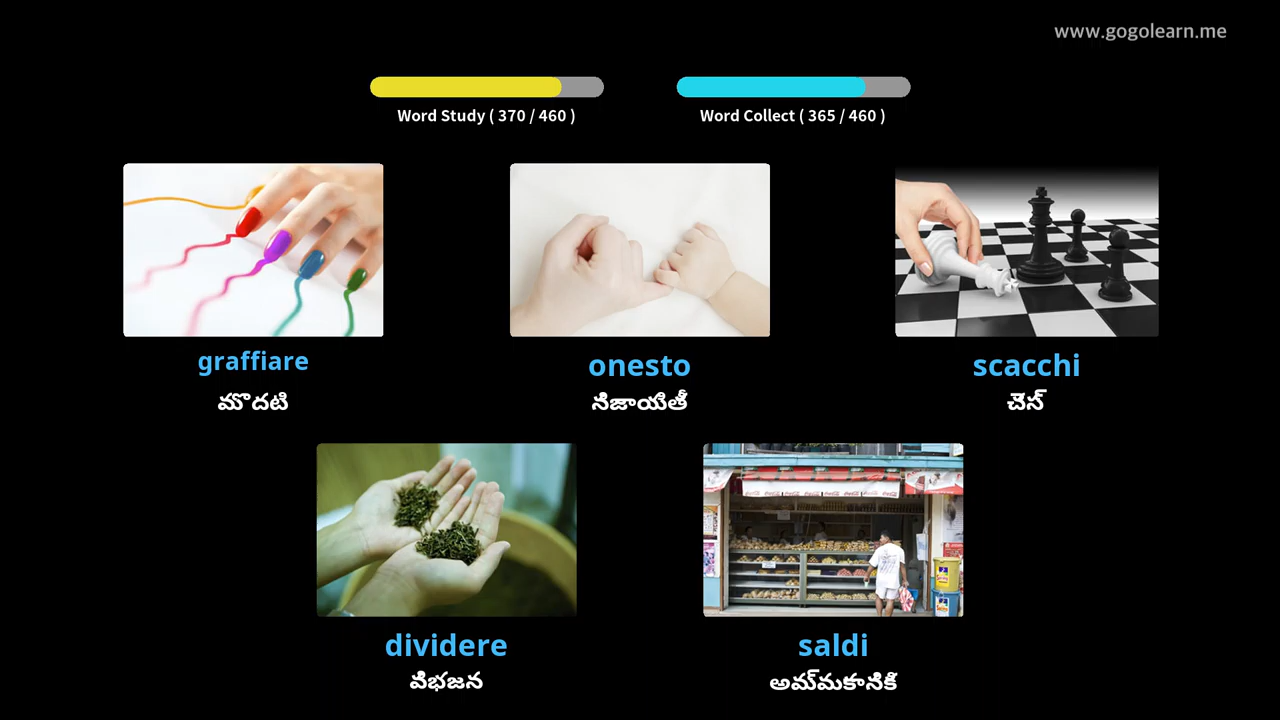 www.gogolearn.me
Word Study ( 370 / 460 )
Word Collect ( 365 / 460 )
graffiare
onesto
scacchi
మొదటి
నిజాయితీ
చెస్
dividere
saldi
విభజన
అమ్మకానికి